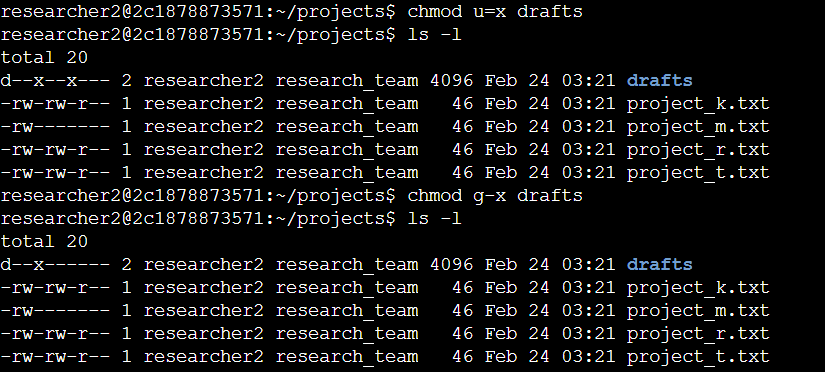 researcher2@2c1878873571:~/projects$ chmod u=x drafts
researcher2@2c1878873571:~/projects$ ls -l
total 20
d--x--x--- 2 researcher2 research_team 4096 Feb 24 03:21 drafts
-rw-rw-r-- 1 researcher2 research_team   46 Feb 24 03:21 project_k.txt
-rw------- 1 researcher2 research_team   46 Feb 24 03:21 project_m.txt
-rw-rw-r-- 1 researcher2 research_team   46 Feb 24 03:21 project_r.txt
-rw-rw-r-- 1 researcher2 research_team   46 Feb 24 03:21 project_t.txt
researcher2@2c1878873571:~/projects$ chmod g-x drafts
researcher2@2c1878873571:~/projects$ ls -l
total 20
d--x------ 2 researcher2 research_team 4096 Feb 24 03:21 drafts
-rw-rw-r-- 1 researcher2 research_team   46 Feb 24 03:21 project_k.txt
-rw------- 1 researcher2 research_team   46 Feb 24 03:21 project_m.txt
-rw-rw-r-- 1 researcher2 research_team   46 Feb 24 03:21 project_r.txt
-rw-rw-r-- 1 researcher2 research_team   46 Feb 24 03:21 project_t.txt